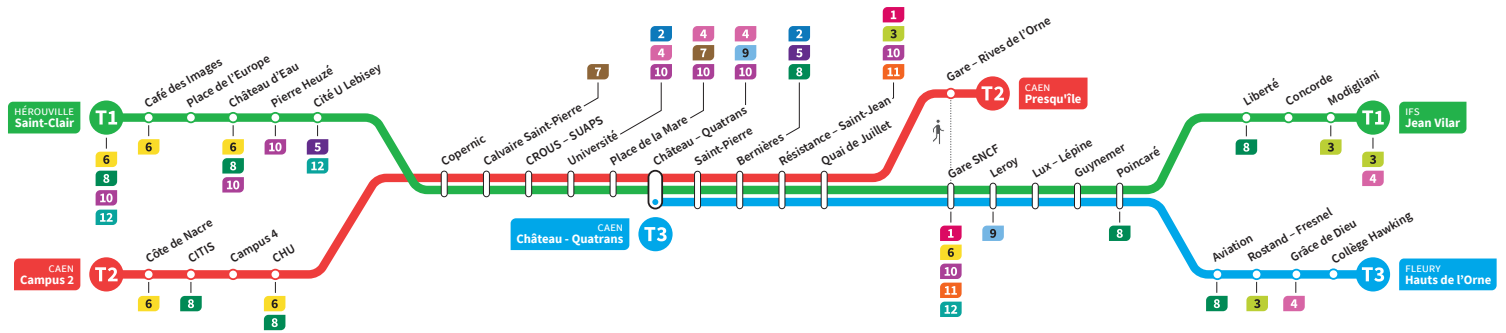 HÉROUVILLE
Saint-Clair
T1
6
8
10
12
Café des Images
6
Place de l'Europe
Château d'Eau
6
8
10
Pierre Heuzé
10
Cité U Lebisey
5
12
CAEN
Campus 2
T2
Côte de Nacre
6
CITIS
8
Campus 4
CHU
6
8
Copernic
Calvaire Saint-Pierre
7
CROUS – SUAPS
Université
2
4
10
Place de la Mare
4
7
10
Château – Quatrans
4
9
10
CAEN
Château - Quatrans
T3
Saint-Pierre
Bernières
2
5
8
Résistance – Saint-Jean
1
3
10
11
Quai de Juillet
Gare – Rives de l'Orne
T2
CAEN
Presqu'île
Gare SNCF
1
6
10
11
12
Leroy
9
Lux – Lépine
Guynemer
Poincaré
8
Liberté
8
Concorde
Modigliani
3
T1
IFS
Jean Vilar
3
4
Aviation
8
Rostand – Fresnel
3
Grâce de Dieu
4
Collège Hawking
T3
FLEURY
Hauts de l'Orne